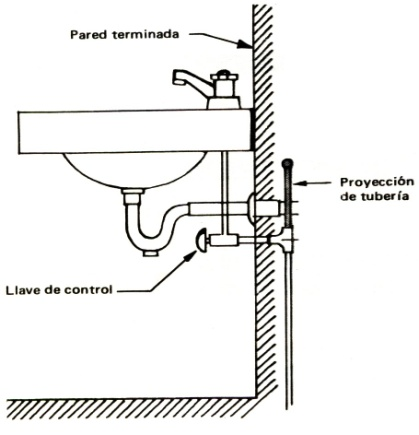 Pared terminada
Proyección
de tubería
Llave de control